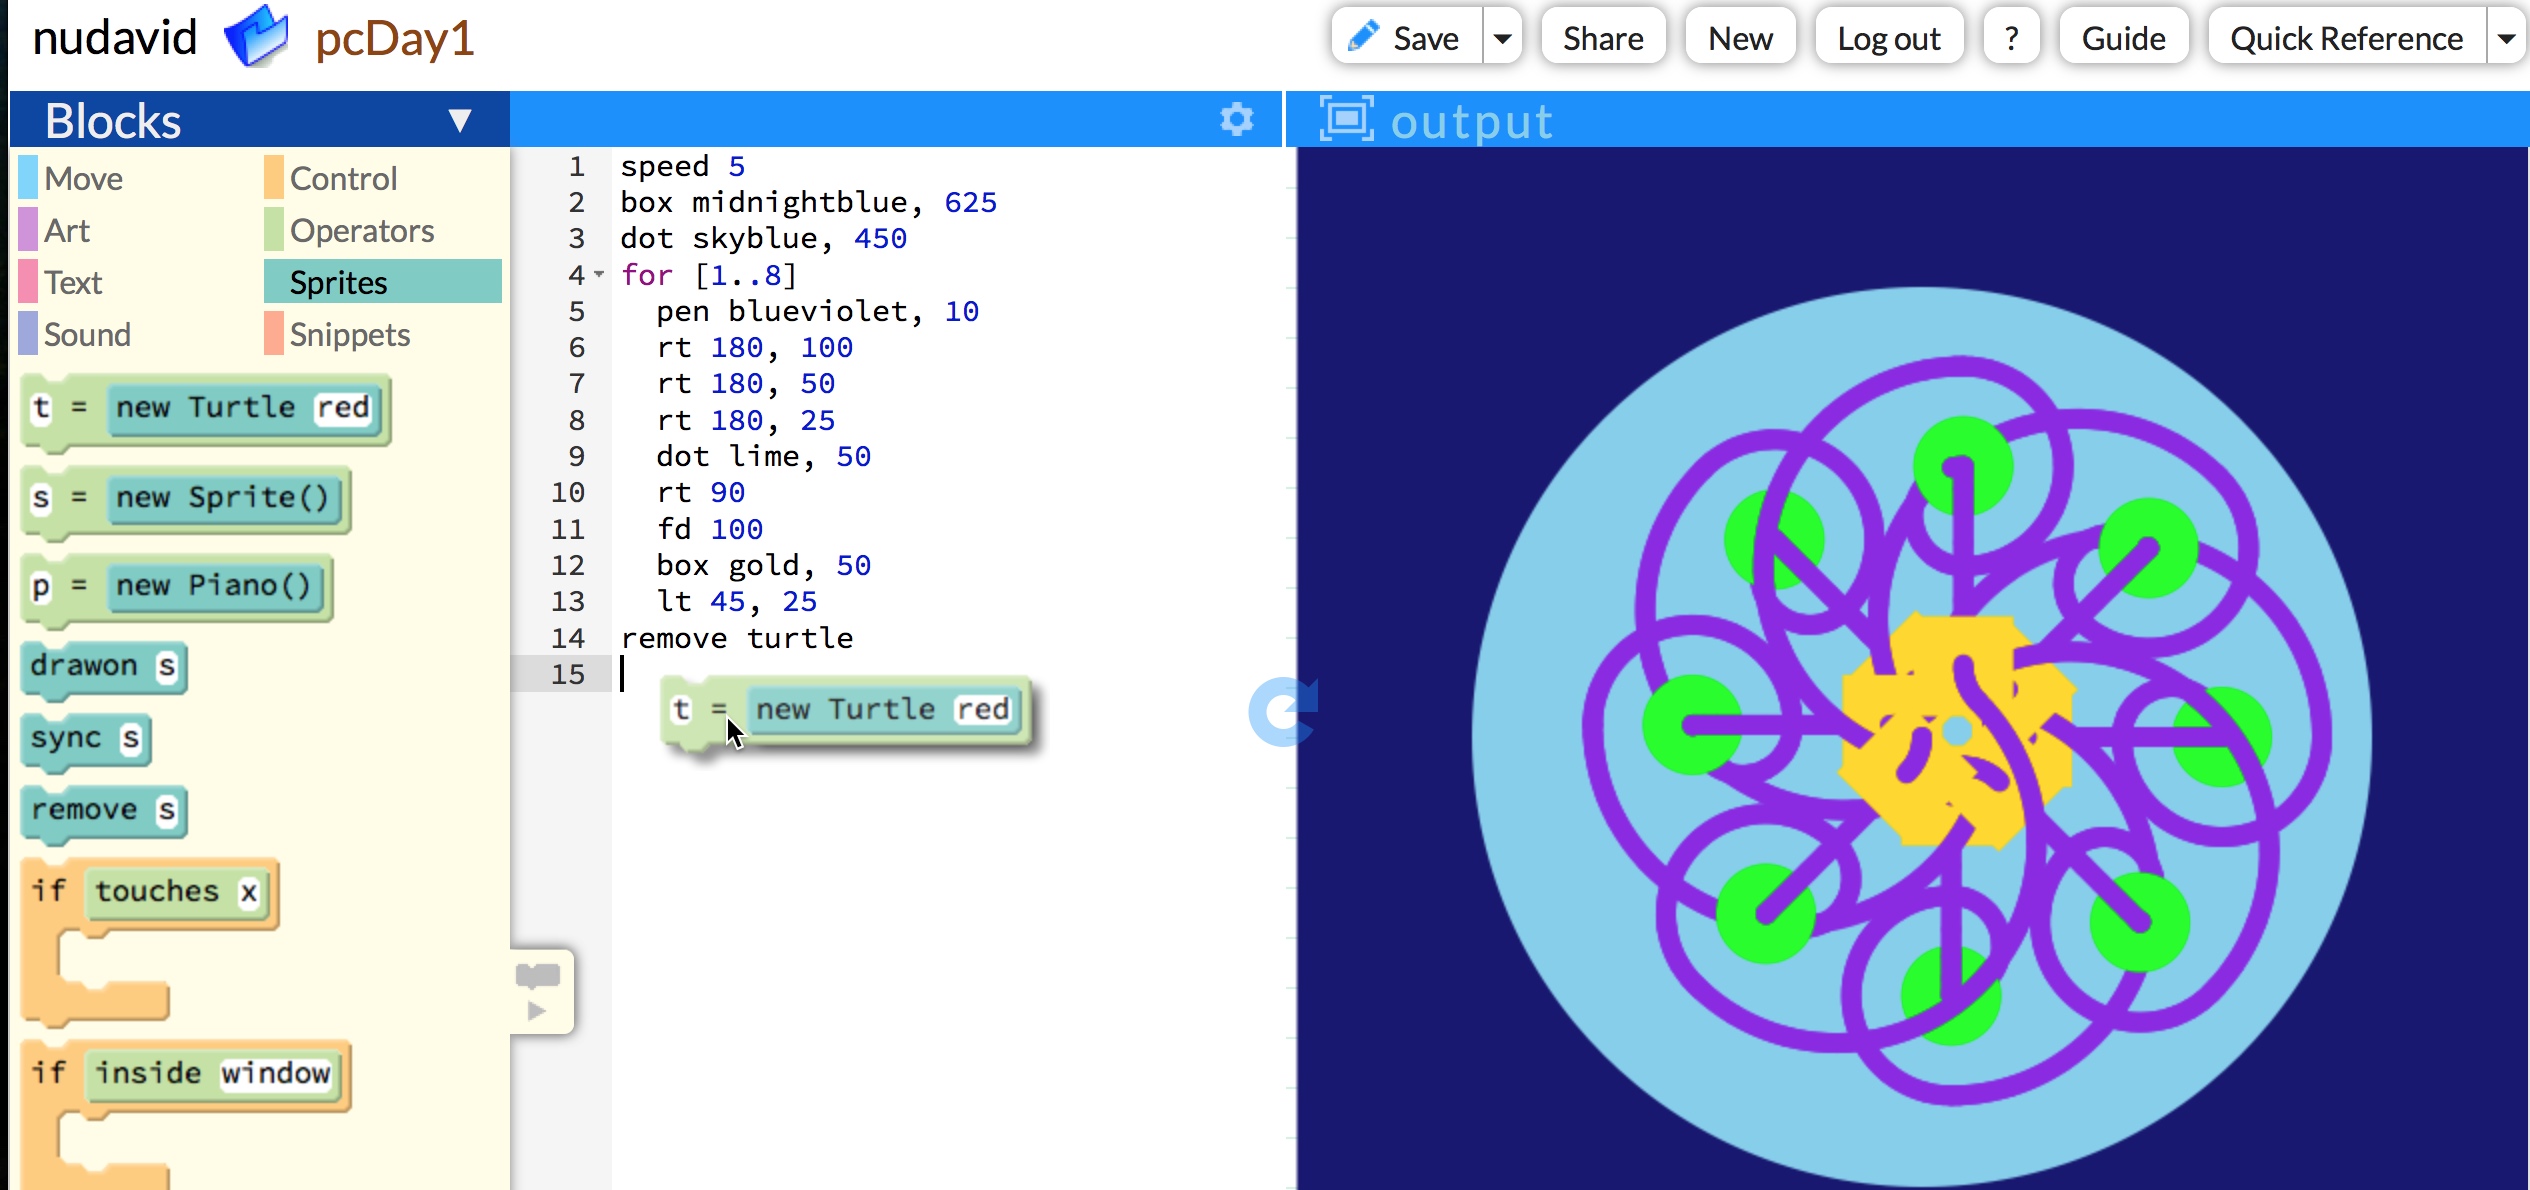 nudavid pcDay1 Save Share New Log out ? Guide Quick Reference
Blocks
output
Move Control
Art Operators
Text Sprites
Sound Snippets
t = new Turtle red
s = new Sprite()
p = new Piano()
drawon s
sync s
remove s
if touches x
if inside window
1 speed 5
2 box midnightblue, 625
3 dot skyblue, 450
4 for [1..8]
5 pen blueviolet, 10
6 rt 180, 100
7 rt 180, 50
8 rt 180, 25
9 dot lime, 50
10 rt 90
11 fd 100
12 box gold, 50
13 lt 45, 25
14 remove turtle
15
t = new Turtle red